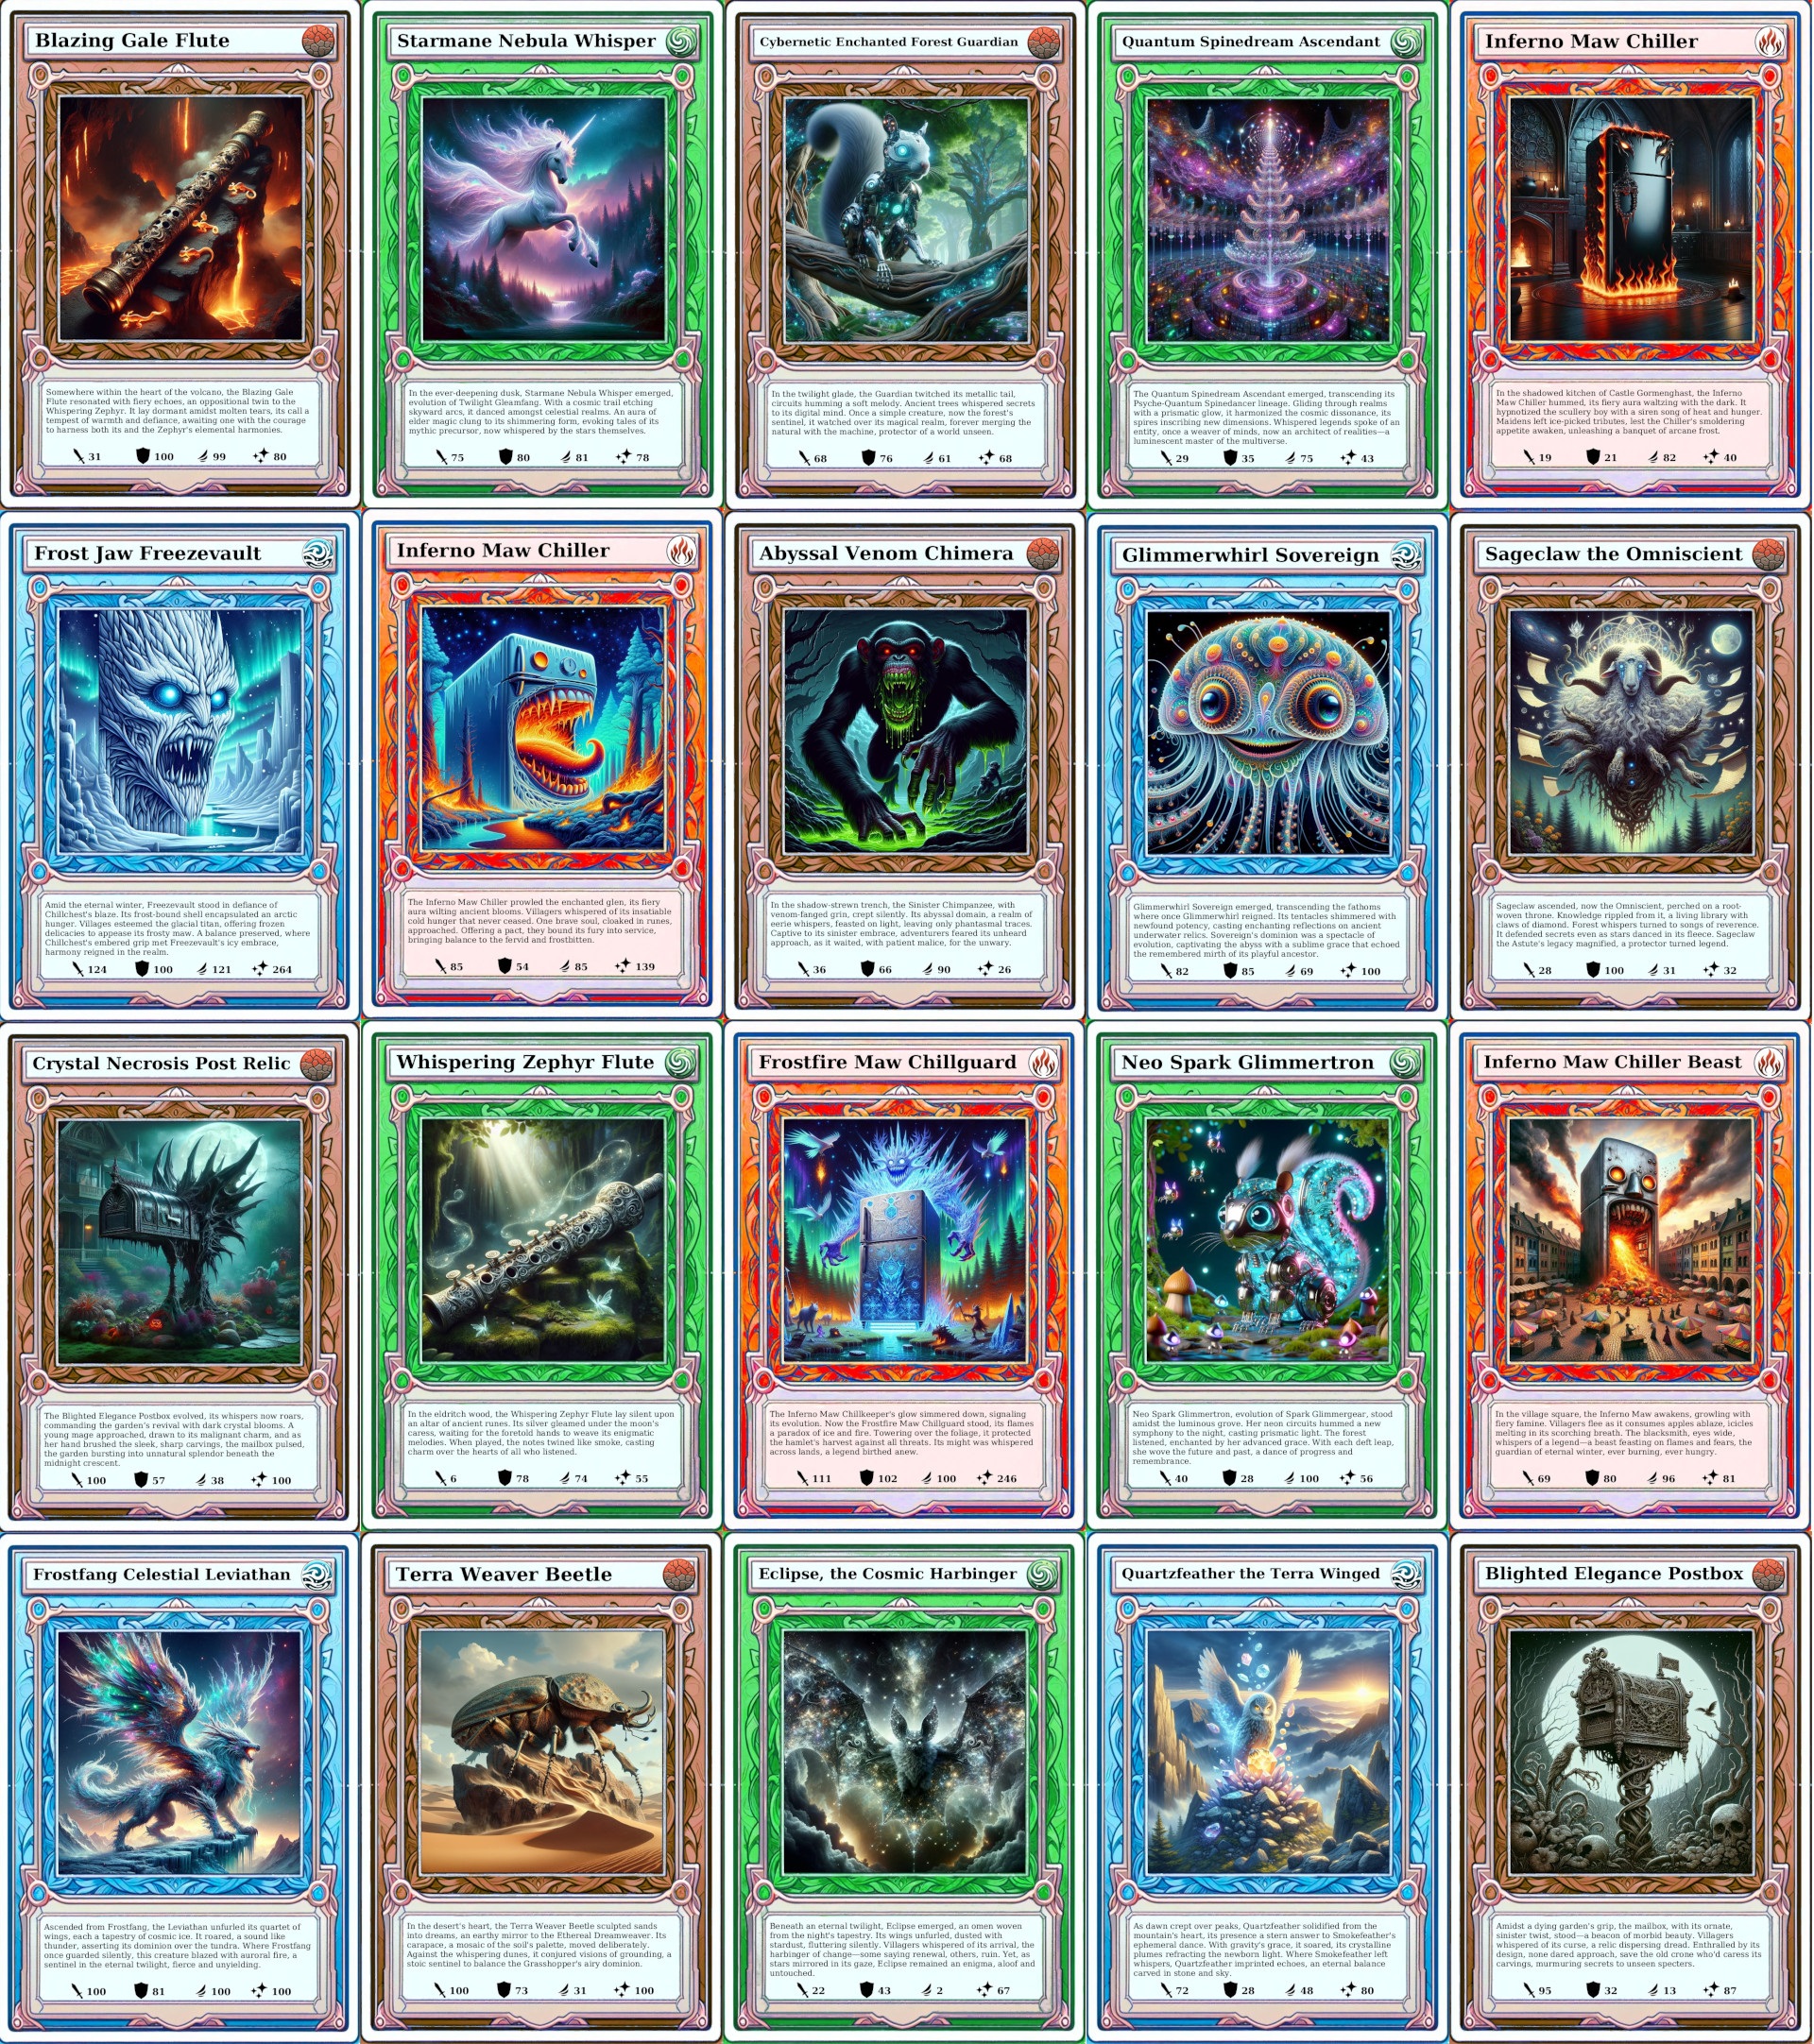 Blazing Gale Flute
Somewhere within the heart of the volcano, the Blazing Gale
Flute resonated with fiery echoes, an oppositional twin to the
Whispering Zephyr. It lay dormant amidst molten tears, its call a
tempest of warmth and defiance, awaiting one with the courage
to harness both its and the Zephyr's elemental harmonies.
31 100 99 80
Starmane Nebula Whisper
In the ever-deepening dusk, Starmane Nebula Whisper emerged,
evolution of Twilight Gleamfang. With a cosmic trail etching
skyward arcs, it danced amongst celestial realms. An aura of
elder magic clung to its shimmering form, evoking tales of its
mythic precursor, now whispered by the stars themselves.
75 80 81 78
Cybernetic Enchanted Forest Guardian
In the twilight glade, the Guardian twitched its metallic tail,
circuits humming a soft melody. Ancient trees whispered secrets
to its digital mind. Once a simple creature, now the forest's
sentinel, it watched over its magical realm, forever merging the
natural with the machine, protector of a world unseen.
68 76 61 68
Quantum Spinedream Ascendant
The Quantum Spinedream Ascendant emerged, transcending its
Psyche-Quantum Spinedancer lineage. Gliding through realms
with a prismatic glow, it harmonized the cosmic dissonance, its
spires inscribing new dimensions. Whispered legends spoke of an
entity, once a weaver of minds, now an architect of realities—a
luminescent master of the multiverse.
29 35 75 43
Inferno Maw Chiller
In the shadowed kitchen of Castle Gormenghast, the Inferno
Maw Chiller hummed, its fiery aura waltzing with the dark. It
hypnotized the scullery boy with a siren song of heat and hunger.
Maidens left ice-picked tributes, lest the Chiller's smoldering
appetite awaken, unleashing a banquet of arcane frost.
19 21 82 40
Frost Jaw Freezevault
Amid the eternal winter, Freezevault stood in defiance of
Chillchest's blaze. Its frost-bound shell encapsulated an arctic
hunger. Villagers esteemed the glacial titan, offering frozen
delicacies to appease its frosty maw. A balance preserved, where
Chillchest's embered grip met Freezevault's icy embrace,
harmony reigned in the realm.
124 100 121 264
Inferno Maw Chiller
The Inferno Maw Chiller prowled the enchanted glen, its fiery
aura wilting ancient blooms. Villagers whispered of its insatiable
cold hunger that never ceased. One brave soul, cloaked in runes,
approached. Offering a pact, they bound its fury into service,
bringing balance to the fervid and frostbitten.
85 54 85 139
Abyssal Venom Chimera
In the shadow-strewn trench, the Sinister Chimpanzee, with
venom-fanged grin, crept silently. Its abyssal domain, a realm of
eerie whispers, feasted on light, leaving only phantasmal traces.
Captive to its sinister embrace, adventurers feared its unheard
approach, as it waited, with patient malice, for the unwary.
36 66 90 26
Glimmerwhirl Sovereign
Glimmerwhirl Sovereign emerged, transcending the fathoms
where once Glimmerwhirl reigned. Its tentacles shimmered with
newfound potency, casting enchanting reflections on ancient
underwater relics. Sovereign's dominion was a spectacle of
evolution, captivating the abyss with a sublime grace that echoed
the remembered mirth of its playful ancestor.
82 85 69 100
Sageclaw the Omniscient
Sageclaw ascended, now the Omniscient, perched on a root-
woven throne. Knowledge rippled from it, a living library with
claws of diamond. Forest whispers turned to songs of reverence.
It defended secrets even as stars danced in its fleece. Sageclaw
the Astute's legacy magnified, a protector turned legend.
28 100 31 32
Crystal Necrosis Post Relic
The Blighted Elegance Postbox evolved, its whispers now roars,
commanding the garden's revival with dark crystal blooms. A
young mage approached, drawn to its malignant charm, and as
her hand brushed the sleek, sharp carvings, the mailbox pulsed,
the garden bursting into unnatural splendor beneath the
midnight crescent.
100 57 38 100
Whispering Zephyr Flute
In the eldritch wood, the Whispering Zephyr Flute lay silent upon
an altar of ancient runes. Its silver gleamed under the moon's
caress, waiting for the foretold hands to weave its enigmatic
melodies. When played, the notes twined like smoke, casting
charm over the hearts of all who listened.
6 78 74 55
Frostfire Maw Chillguard
The Inferno Maw Chillkeeper's glow simmered down, signaling
its evolution. Now the Frostfire Maw Chillguard stood, its flames
a paradox of ice and fire. Towering over the foliage, it protected
the hamlet's harvest against all threats. Its might was whispered
across lands, a legend birthed anew.
111 102 100 246
Neo Spark Glimmertron
Neo Spark Glimmertron, evolution of Spark Glimmergear, stood
amidst the luminous grove. Her neon circuits hummed a new
symphony to the night, casting prismatic light. The forest
listened, enchanted by her advanced grace. With each deft leap,
she wove the future and past, a dance of progress and
remembrance.
40 28 100 56
Inferno Maw Chiller Beast
In the village square, the Inferno Maw awakens, growling with
fiery famine. Villagers flee as it consumes apples ablaze, icicles
melting in its scorching breath. The blacksmith, eyes wide,
whispers of a legend—a beast feasting on flames and fears, the
guardian of eternal winter, ever burning, ever hungry.
69 80 96 81
Frostfang Celestial Leviathan
Ascended from Frostfang, the Leviathan unfurled its quartet of
wings, each a tapestry of cosmic ice. It roared, a sound like
thunder, asserting its dominion over the tundra. Where Frostfang
once guarded silently, this creature blazed with auroral fire, a
sentinel in the eternal twilight, fierce and unyielding.
100 81 100 100
Terra Weaver Beetle
In the desert's heart, the Terra Weaver Beetle sculpted sands
into dreams, an earthy mirror to the Ethereal Dreamweaver. Its
carapace, a mosaic of the soil's palette, moved deliberately.
Against the whispering dunes, it conjured visions of grounding, a
stoic sentinel to balance the Grasshopper's airy dominion.
100 73 31 100
Eclipse, the Cosmic Harbinger
Beneath an eternal twilight, Eclipse emerged, an omen woven
from the night's tapestry. Its wings unfurled, dusted with
stardust, fluttering silently. Villagers whispered of its arrival, the
harbinger of change—some saying renewal, others, ruin. Yet, as
stars mirrored in its gaze, Eclipse remained an enigma, aloof and
untouched.
22 43 2 67
Quartzfeather the Terra Winged
As dawn crept over peaks, Quartzfeather solidified from the
mountain's heart, its presence a stern answer to Smokefeather's
ephemeral dance. With gravity's grace, it soared, its crystalline
plumes refracting the newborn light. Where Smokefeather left
whispers, Quartzfeather imprinted echoes, an eternal balance
carved in stone and sky.
72 28 48 80
Blighted Elegance Postbox
Amidst a dying garden's grip, the mailbox, with its ornate,
sinister twist, stood—a beacon of morbid beauty. Villagers
whispered of its curse, a relic dispersing dread. Enthralled by its
design, none dared approach, save the old crone who'd caress its
carvings, murmuring secrets to unseen specters.
95 32 13 87